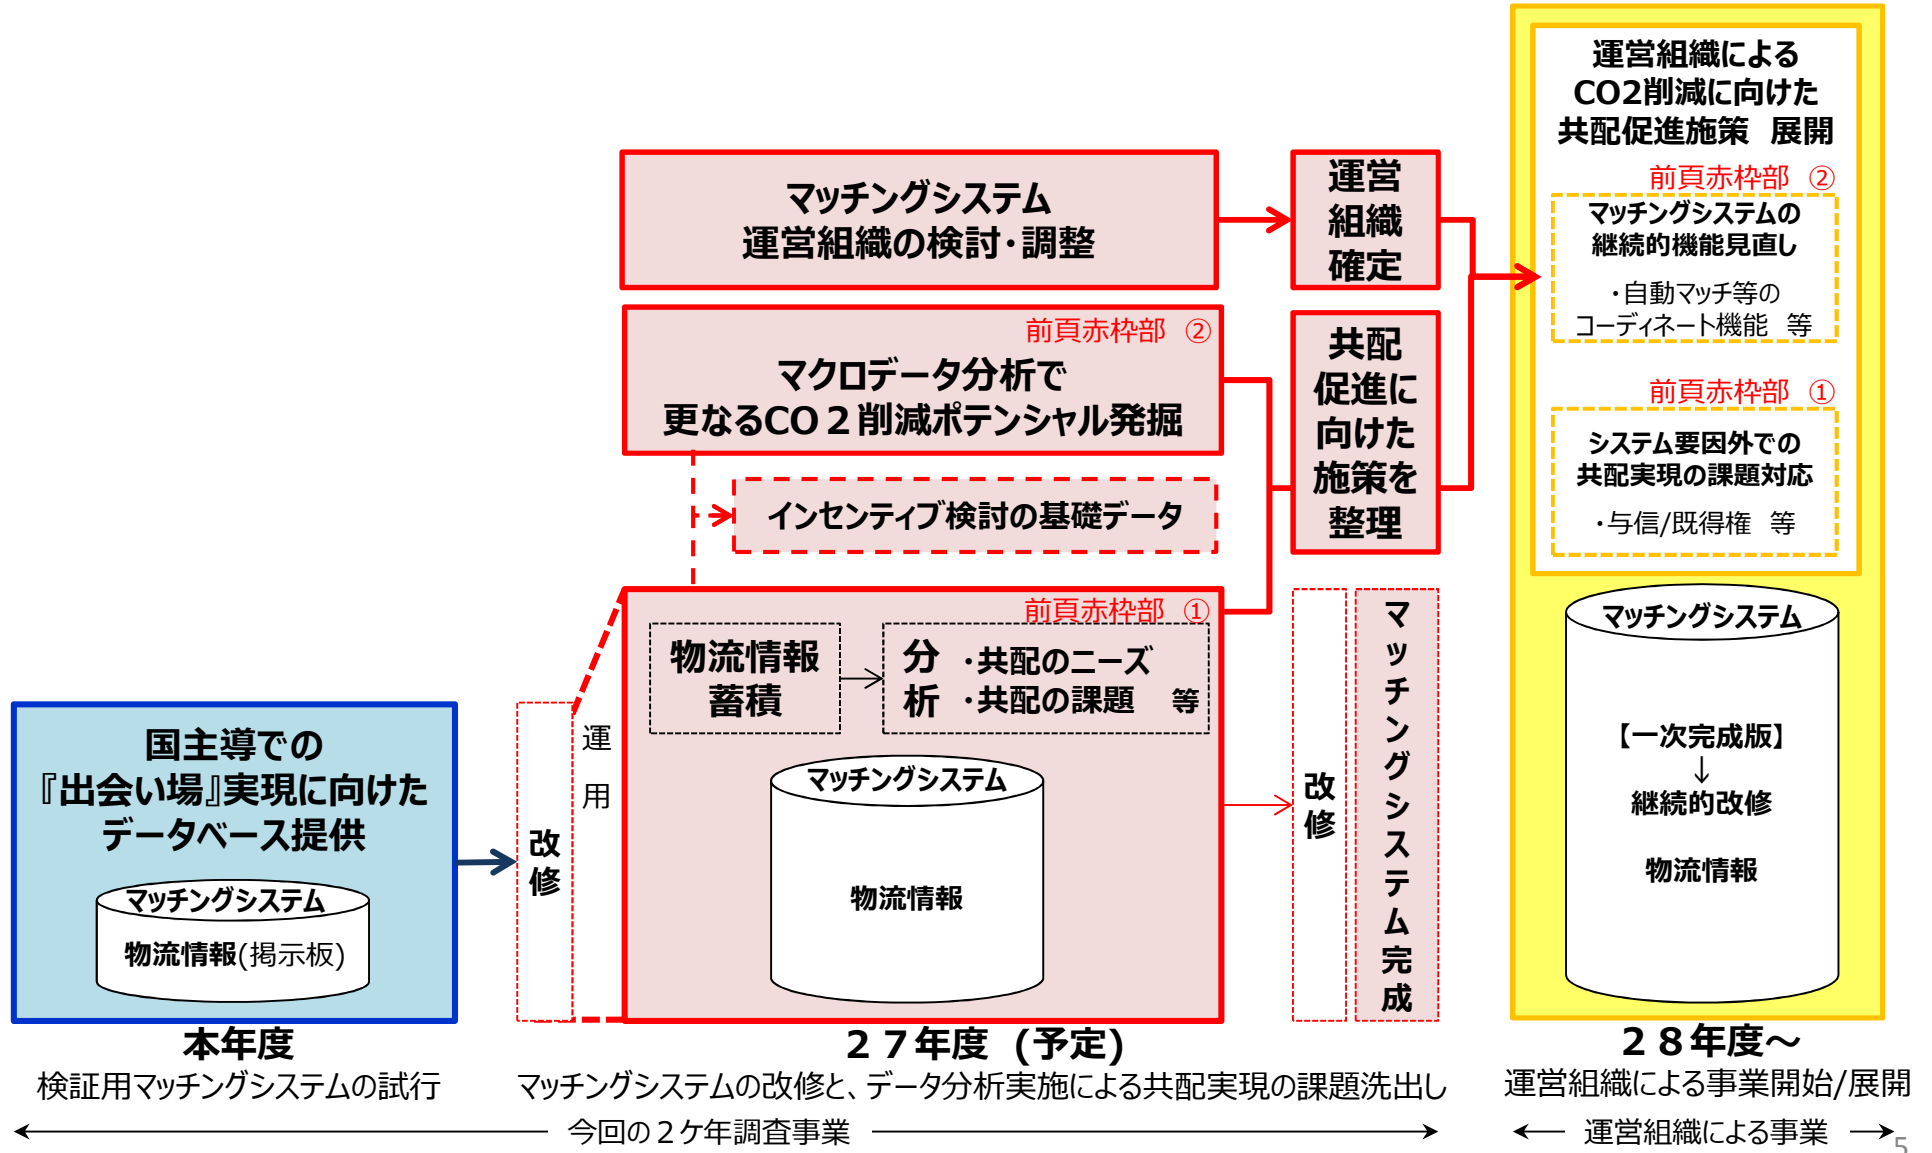 運営組織による
CO2削減に向けた
共配促進施策　展開
前頁赤枠部　②
マッチングシステムの
継続的機能見直し
・自動マッチ等の
コーディネート機能　等
前頁赤枠部　①
システム要因外での
共配実現の課題対応
・与信/既得権　等
マッチングシステム
【一次完成版】
↓
継続的改修
物流情報
マッチングシステム
運営組織の検討・調整
運営
組織
確定
前頁赤枠部　②
マクロデータ分析で
更なるCO２削減ポテンシャル発掘
インセンティブ検討の基礎データ
共配
促進に
向けた
施策を
整理
前頁赤枠部　①
物流情報
蓄積
分析
・共配のニーズ
・共配の課題　等
マッチングシステム
物流情報
改修
マッチングシステム完成
運用
改修
国主導での
『出会い場』実現に向けた
データベース提供
マッチングシステム
物流情報(掲示板)
本年度
検証用マッチングシステムの試行
２７年度 (予定)
マッチングシステムの改修と、データ分析実施による共配実現の課題洗出し
２８年度～
運営組織による事業開始/展開
今回の２ケ年調査事業
運営組織による事業
5